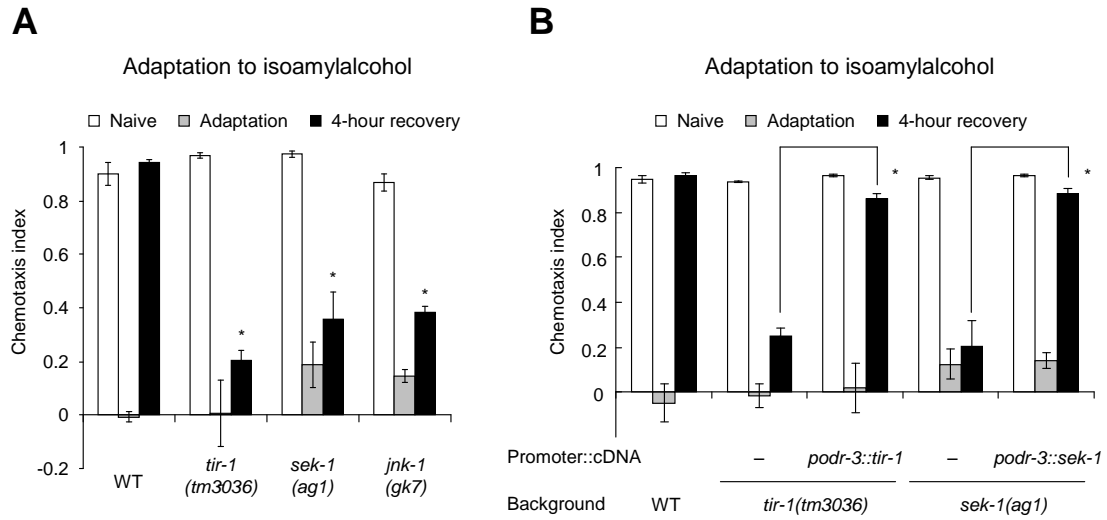 A
Adaptation to isoamylalcohol
Naive Adaptation 4-hour recovery
Chemotaxis index
1
0.8
0.6
0.4
0.2
0
-0.2
*
*
*
WT tir-1 sek-1 jnk-1
(tm3036) (ag1) (gk7)
B
Adaptation to isoamylalcohol
Naive Adaptation 4-hour recovery
Chemotaxis index
1
0.8
0.6
0.4
0.2
0
*
*
Promoter::cDNA – podr-3::tir-1 – podr-3::sek-1
Background WT tir-1(tm3036) sek-1(ag1)